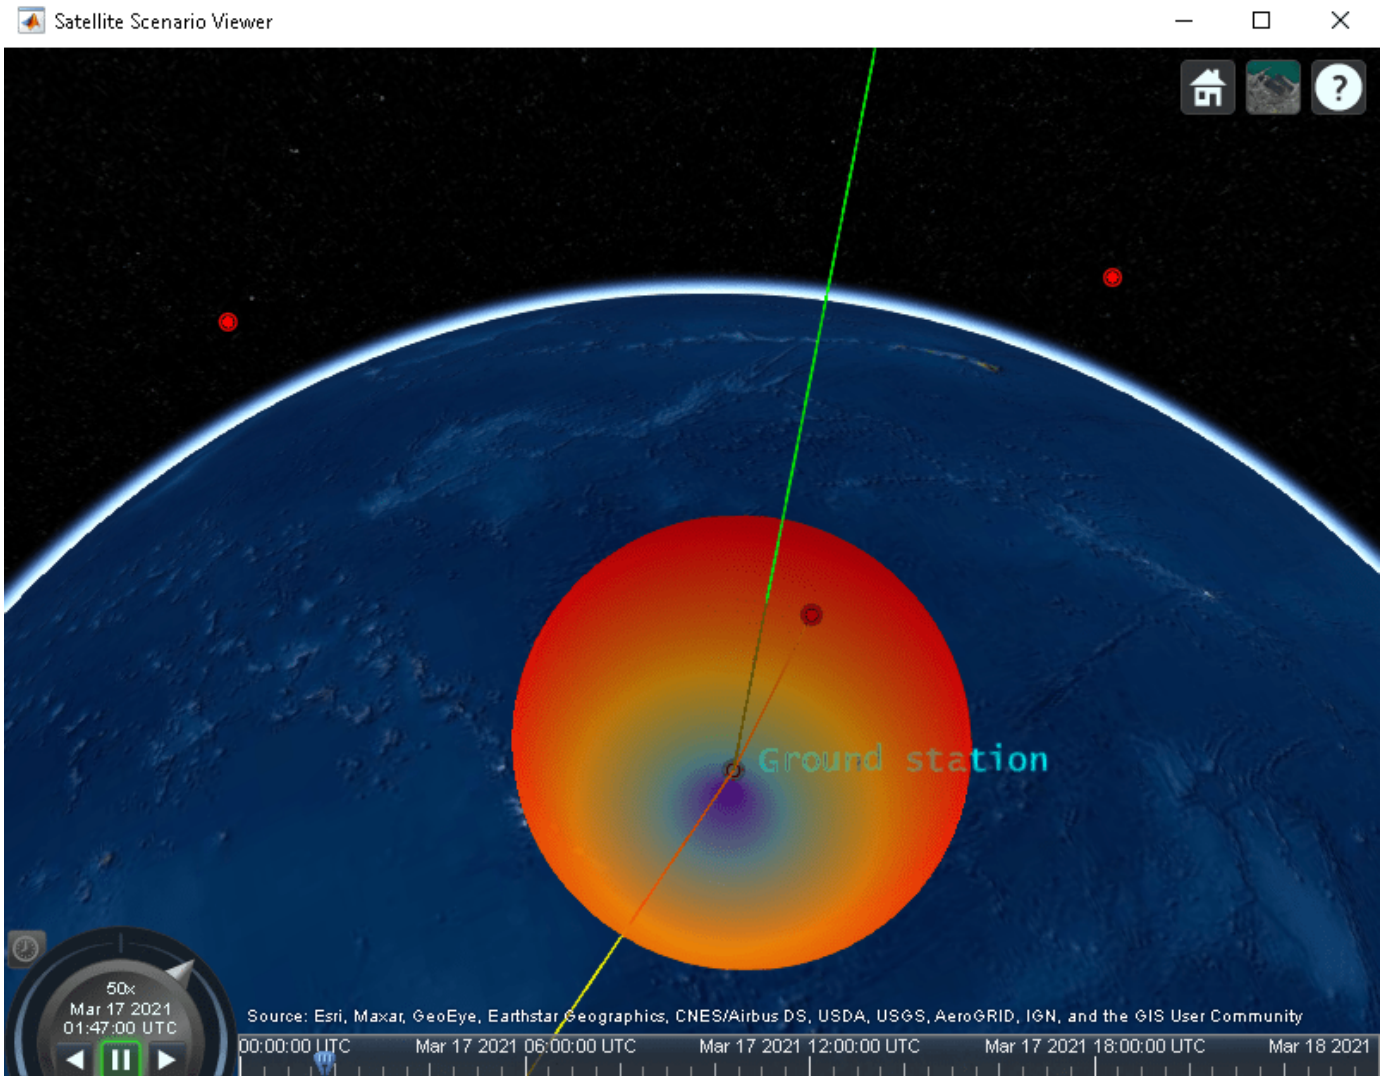 Satellite Scenario Viewer
?
Ground station
50x
Mar 17 2021
01:47:00 UTC
Source: Esri, Maxar, GeoEye, Earthstar Geographics, CNES/Airbus DS, USDA, USGS, AeroGRID, IGN, and the GIS User Community
00:00:00 UTC Mar 17 2021 06:00:00 UTC Mar 17 2021 12:00:00 UTC Mar 17 2021 18:00:00 UTC Mar 18 2021